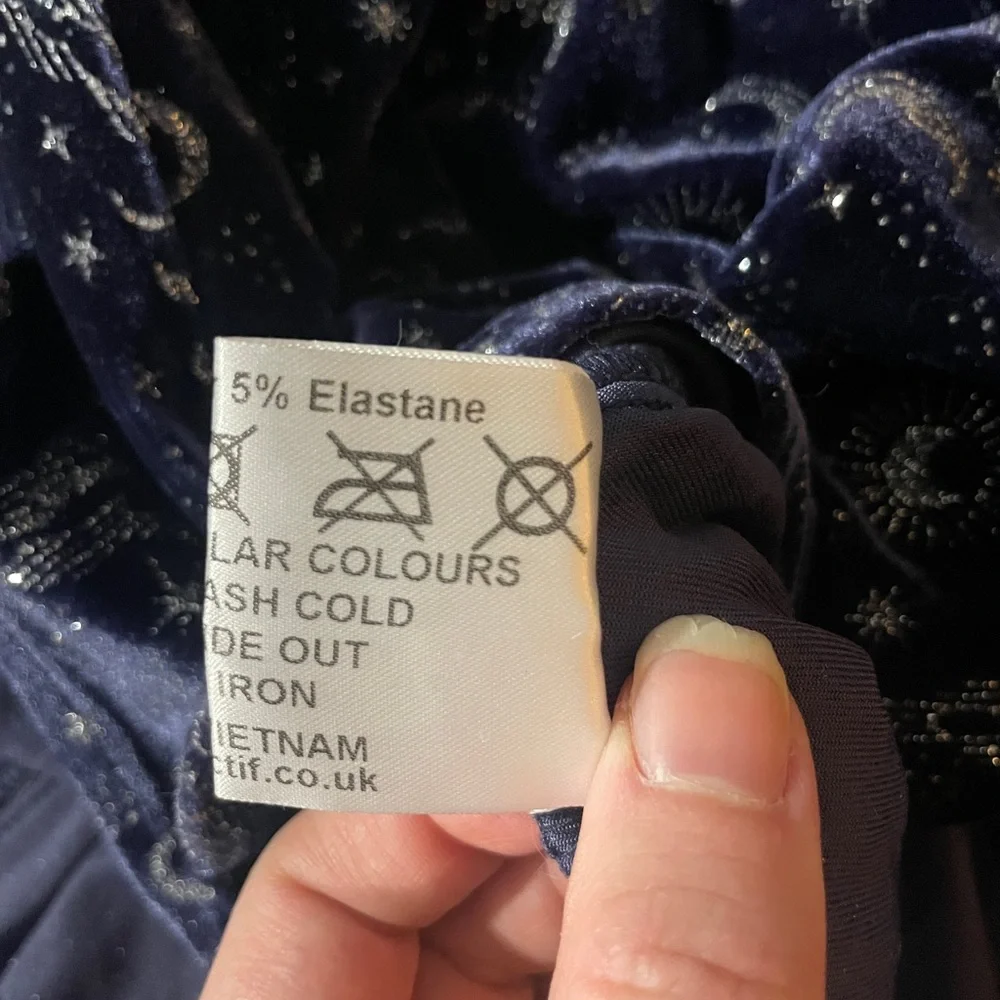 5% Elastane
LAR COLOURS
ASH COLD
DE OUT
IRON
IETNAM
ctif.co.uk